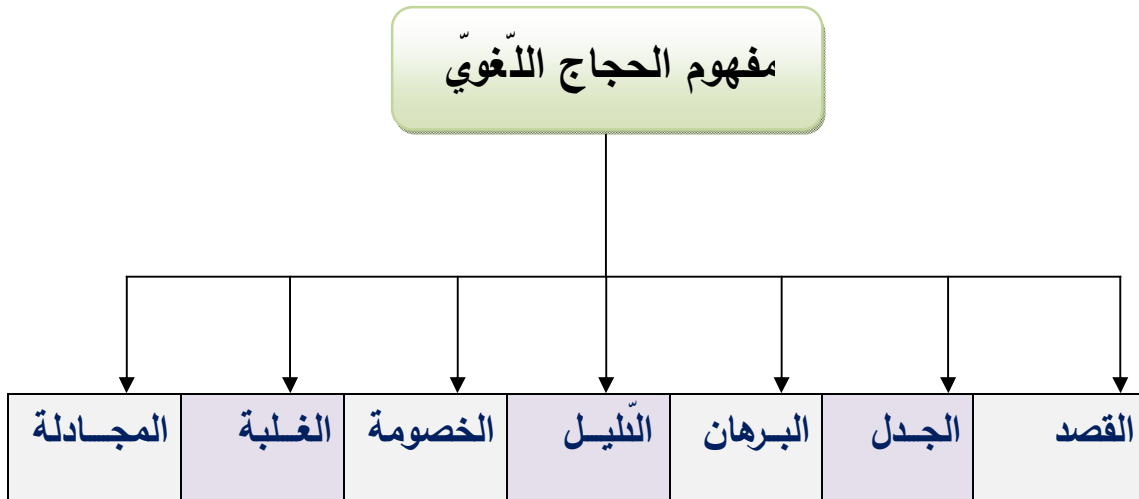 مفهوم الحجاج اللّغويّ
القصد
الجـدل
البـرهان
الدّليـل
الخصومة
الغـلبة
المجـادلة